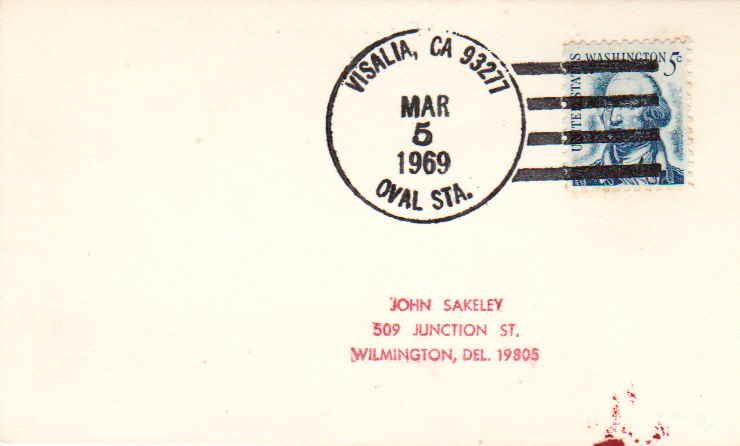 VISALIA, CA 93277
MAR
5
1969
OVAL STA.
UNITED STATES
WASHINGTON 5c
JOHN SAKELEY
509 JUNCTION ST.
WILMINGTON, DEL. 19805